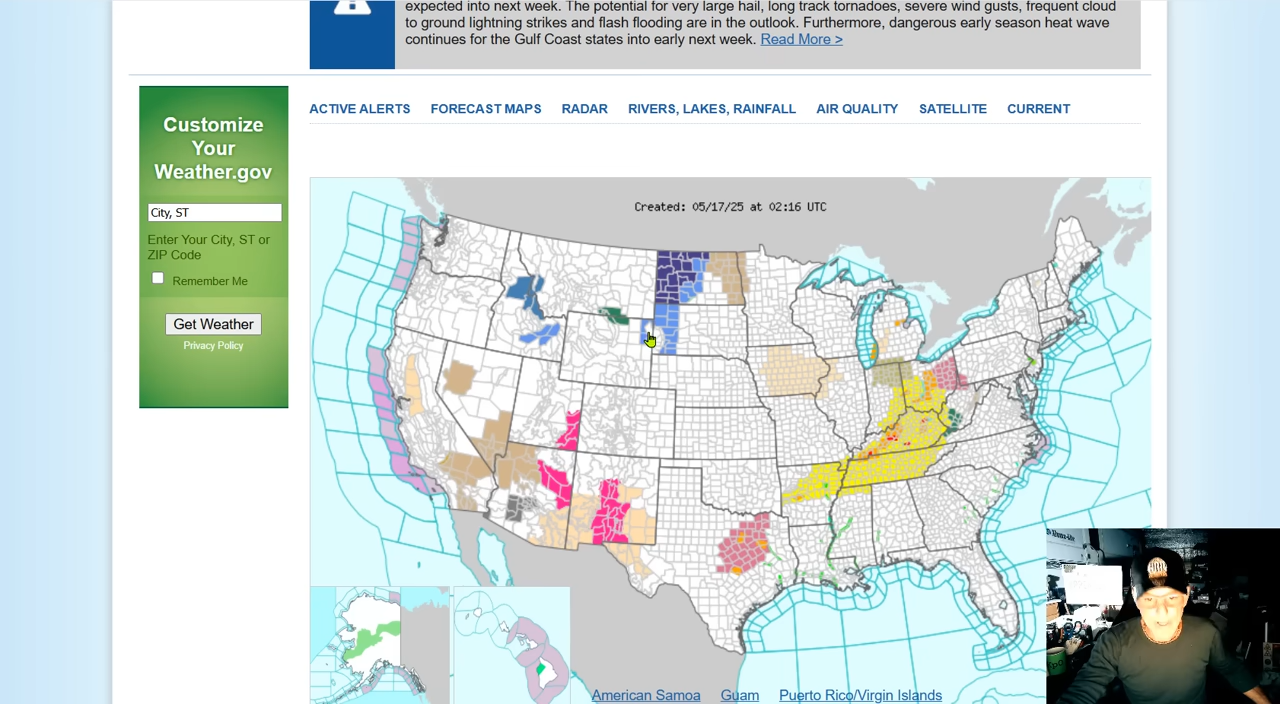 expected into next week. The potential for very large hail, long track tornadoes, severe wind gusts, frequent cloud
to ground lightning strikes and flash flooding are in the outlook. Furthermore, dangerous early season heat wave
continues for the Gulf Coast states into early next week. Read More >
Customize
Your
Weather.gov
City, ST
Enter Your City, ST or
ZIP Code
Remember Me
Get Weather
Privacy Policy
ACTIVE ALERTS FORECAST MAPS RADAR RIVERS, LAKES, RAINFALL AIR QUALITY SATELLITE CURRENT
Created: 05/17/25 at 02:16 UTC
American Samoa Guam Puerto Rico/Virgin Islands